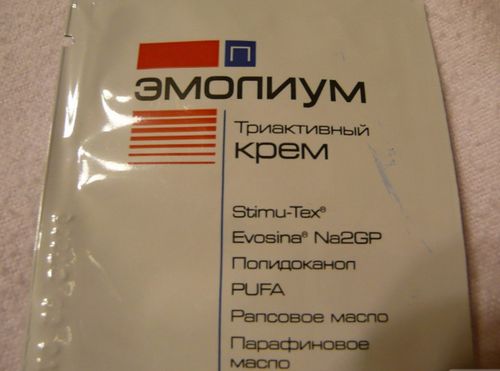 П
ЭМОЛИУМ
Триактивный
крем
Stimu-Tex®
Evosina® Na2GP
Полидоканол
PUFA
Рапсовое масло
Парафиновое
масло